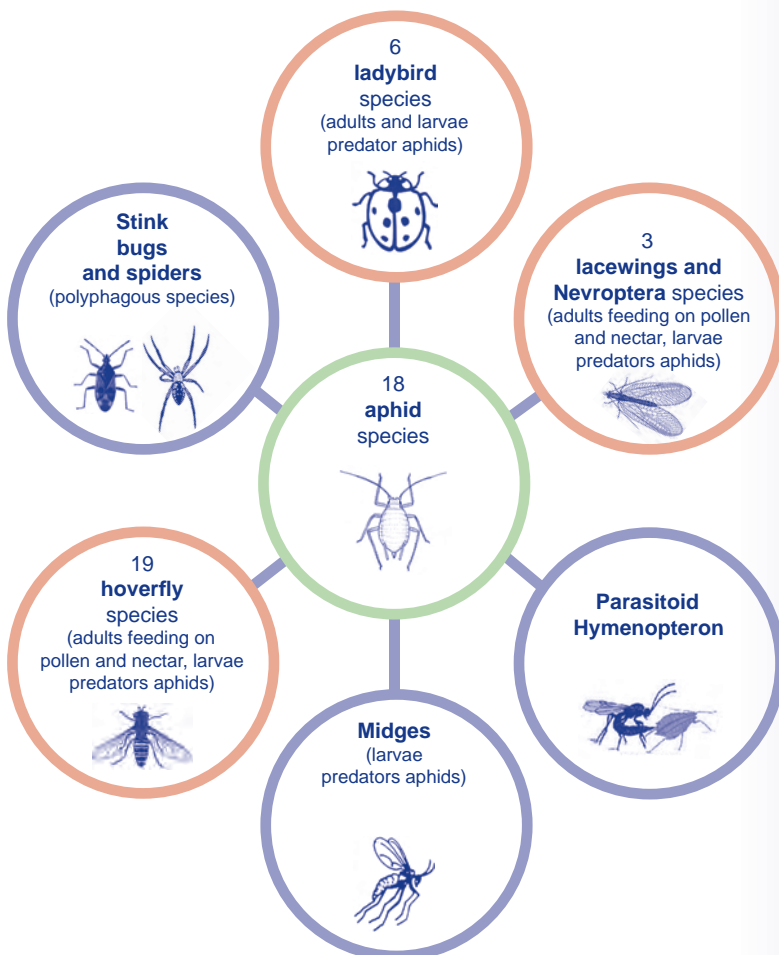 6
ladybird
species
(adults and larvae
predator aphids)
Stink
bugs
and spiders
(polyphagous species)
3
lacewings and
Nevroptera species
(adults feeding on pollen
and nectar, larvae
predators aphids)
18
aphid
species
19
hoverfly
species
(adults feeding on
pollen and nectar, larvae
predators aphids)
Parasitoid
Hymenopteron
Midges
(larvae
predators aphids)